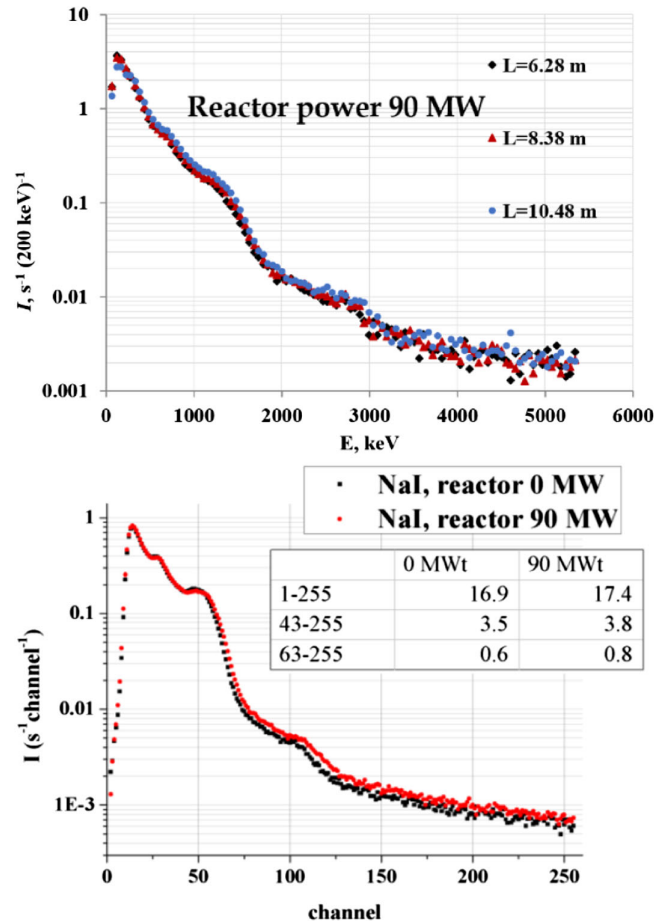 10
L=6.28 m
1
Reactor power 90 MW
L=8.38 m
0.1
L=10.48 m
I, s⁻¹ (200 keV)⁻¹
0.01
0.001
0 1000 2000 3000 4000 5000 6000
E, keV
NaI, reactor 0 MW
NaI, reactor 90 MW
0 MWt 90 MWt
1-255 16.9 17.4
43-255 3.5 3.8
63-255 0.6 0.8
1
0.1
0.01
1E-3
I (s⁻¹channel⁻¹)
0 50 100 150 200 250
channel